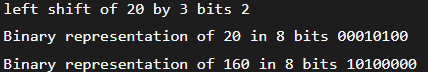 left shift of 20 by 3 bits 2
Binary representation of 20 in 8 bits 00010100
Binary representation of 160 in 8 bits 10100000